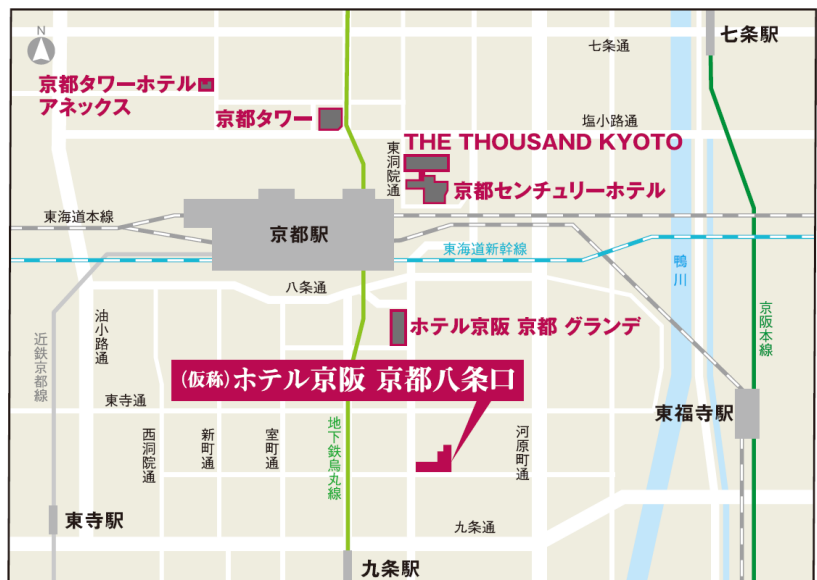 N
七条駅
七条通
京都タワーホテル
アネックス
京都タワー
塩小路通
THE THOUSAND KYOTO
東洞院通
京都センチュリーホテル
東海道本線
京都駅
東海道新幹線
鴨川
八条通
油小路通
近鉄京都線
ホテル京阪 京都 グランデ
京阪本線
(仮称)ホテル京阪 京都八条口
東寺通
東福寺駅
西洞院通
新町通
室町通
地下鉄烏丸線
河原町通
東寺駅
九条通
九条駅